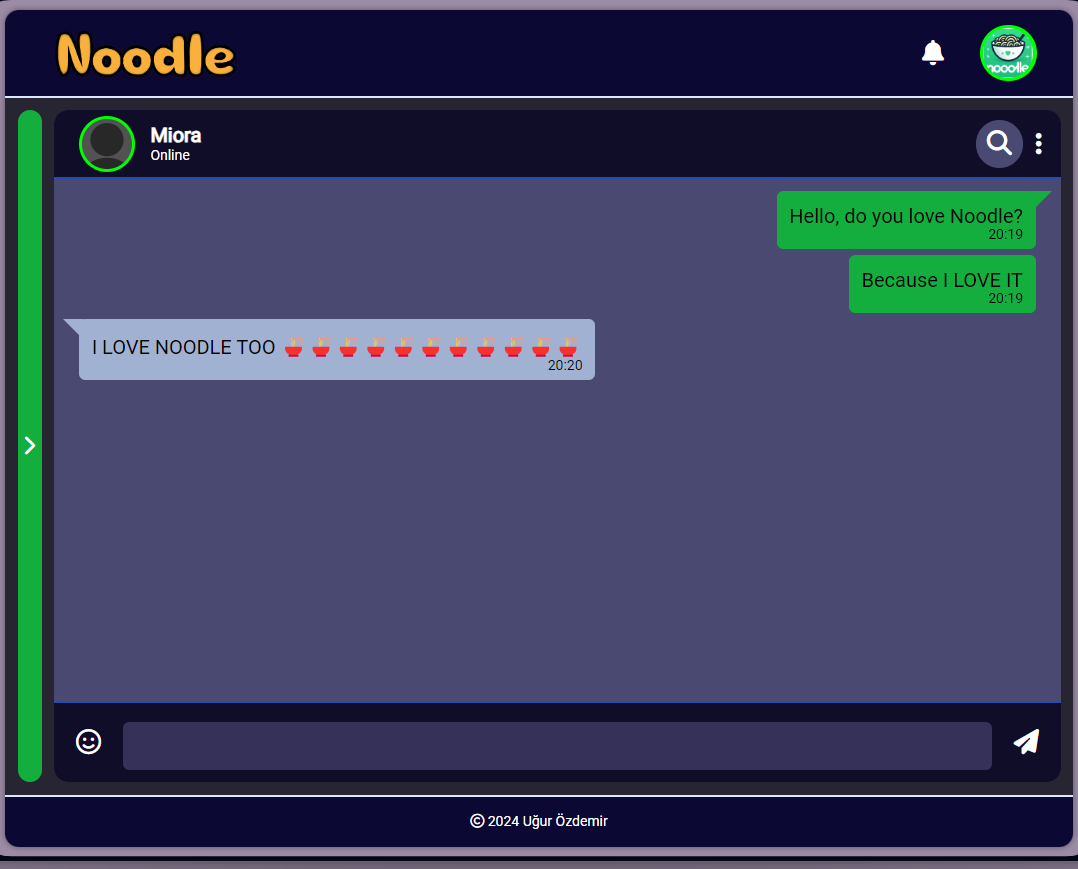 Noodle
noodle
Miora
Online
Hello, do you love Noodle?
20:19
Because I LOVE IT
20:19
I LOVE NOODLE TOO 🍜 🍜 🍜 🍜 🍜 🍜 🍜 🍜 🍜 🍜 🍜
20:20
© 2024 Uğur Özdemir